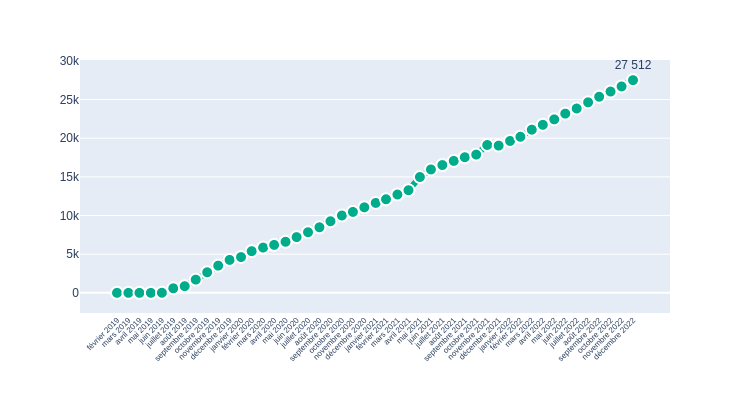 30k
27 512
25k
20k
15k
10k
5k
0
février 2019
mars 2019
avril 2019
mai 2019
juin 2019
juillet 2019
août 2019
septembre 2019
octobre 2019
novembre 2019
décembre 2019
janvier 2020
février 2020
mars 2020
avril 2020
mai 2020
juin 2020
juillet 2020
août 2020
septembre 2020
octobre 2020
novembre 2020
décembre 2020
janvier 2021
février 2021
mars 2021
avril 2021
mai 2021
juin 2021
juillet 2021
août 2021
septembre 2021
octobre 2021
novembre 2021
décembre 2021
janvier 2022
février 2022
mars 2022
avril 2022
mai 2022
juin 2022
juillet 2022
août 2022
septembre 2022
octobre 2022
novembre 2022
décembre 2022